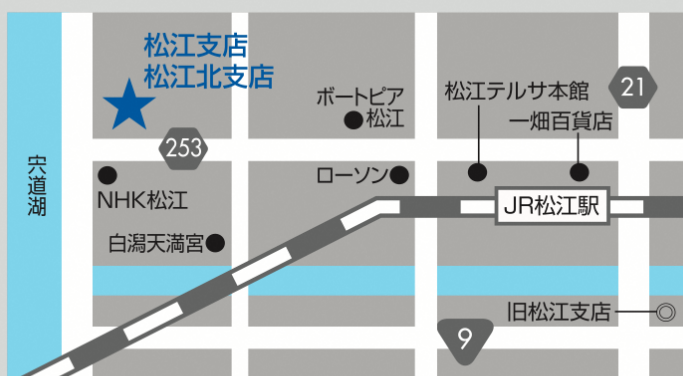 松江支店
松江北支店
ボートピア
松江
松江テルサ本館
21
一畑百貨店
253
宍道湖
NHK松江
ローソン
JR松江駅
白潟天満宮
旧松江支店
9